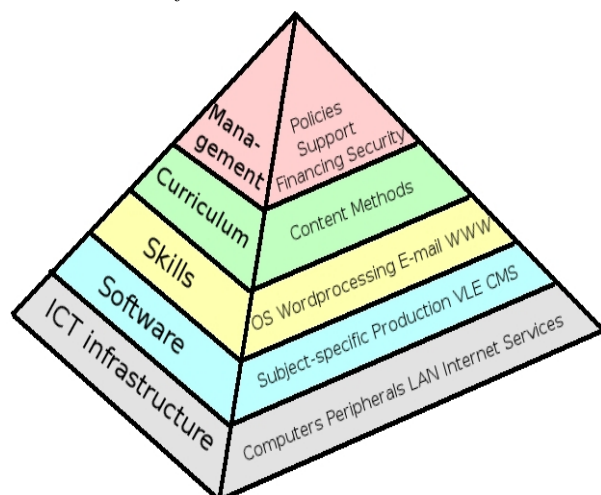 Mana-
gement
Policies
Support
Financing Security
Curriculum
Content Methods
Skills
OS Wordprocessing E-mail WWW
Software
Subject-specific Production VLE CMS
ICT infrastructure
Computers Peripherals LAN Internet Services